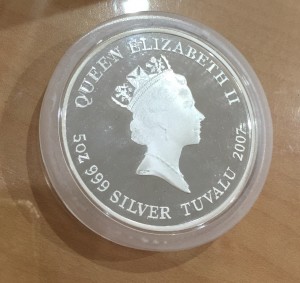 QUEEN ELIZABETH II
5oz 999 SILVER TUVALU 2007